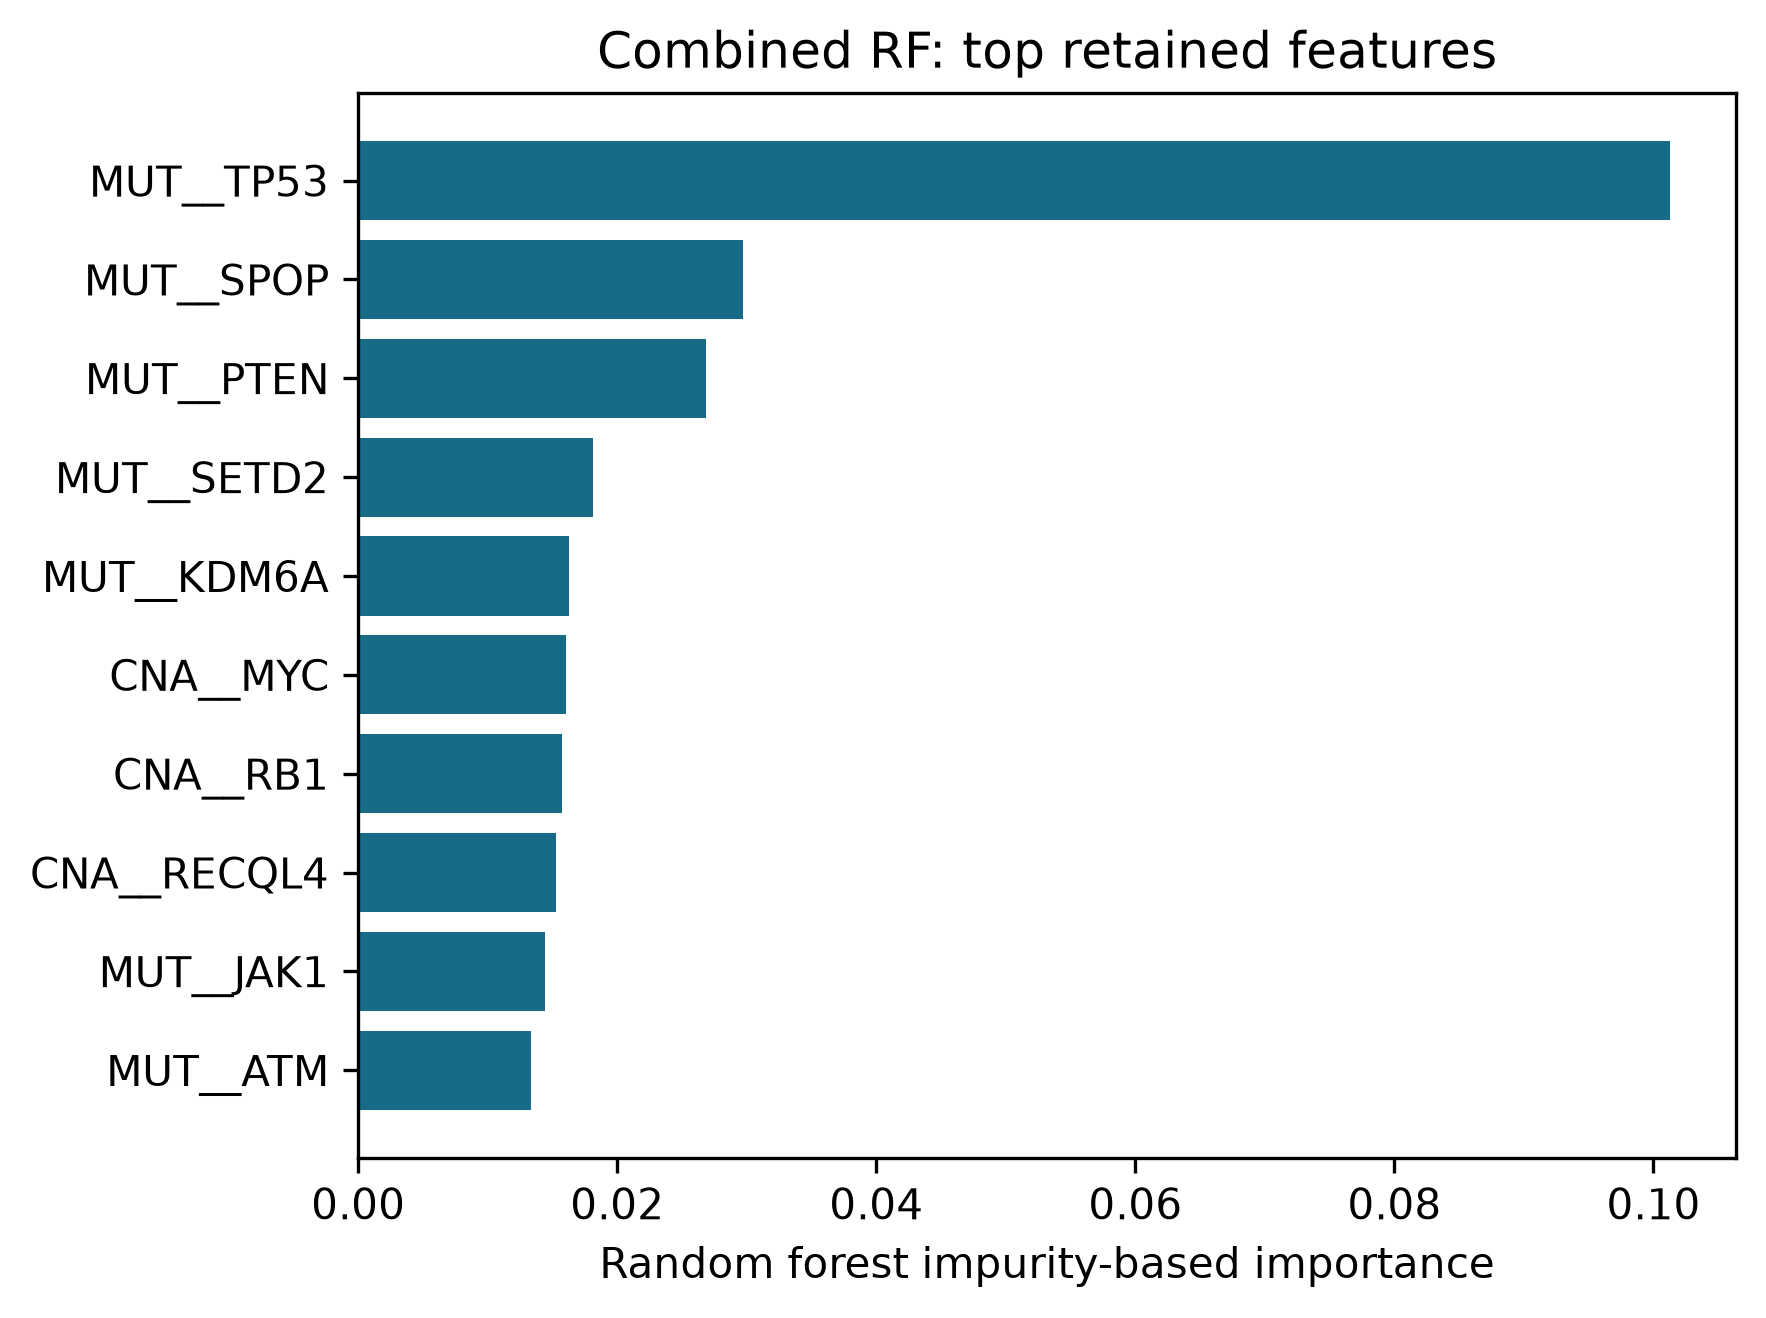 Combined RF: top retained features
MUT__TP53
MUT__SPOP
MUT__PTEN
MUT__SETD2
MUT__KDM6A
CNA__MYC
CNA__RB1
CNA__RECQL4
MUT__JAK1
MUT__ATM
0.00 0.02 0.04 0.06 0.08 0.10
Random forest impurity-based importance